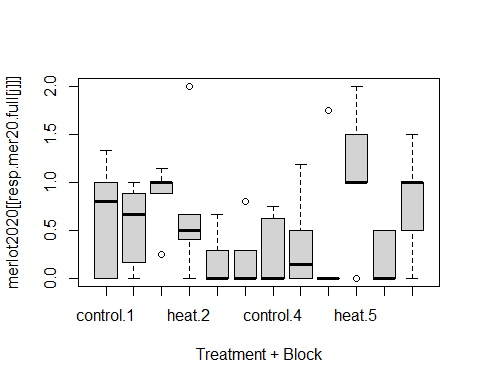 merlot2020[[resp.mer20.full[j]]]
2.0
1.5
1.0
0.5
0.0
control.1 heat.2 control.4 heat.5
Treatment + Block